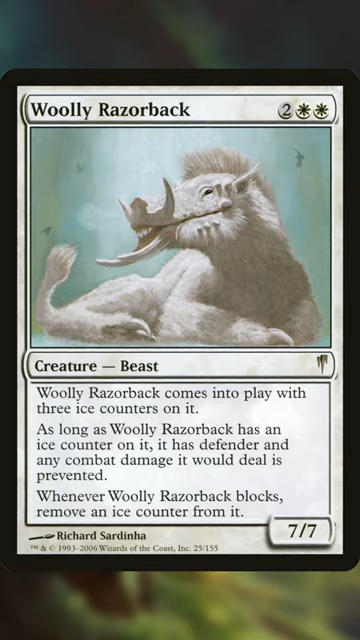 Woolly Razorback 2
Creature — Beast
Woolly Razorback comes into play with
three ice counters on it.
As long as Woolly Razorback has an
ice counter on it, it has defender and
any combat damage it would deal is
prevented.
Whenever Woolly Razorback blocks,
remove an ice counter from it.
7/7
Richard Sardinha
™ & © 1993–2006 Wizards of the Coast, Inc. 25/155